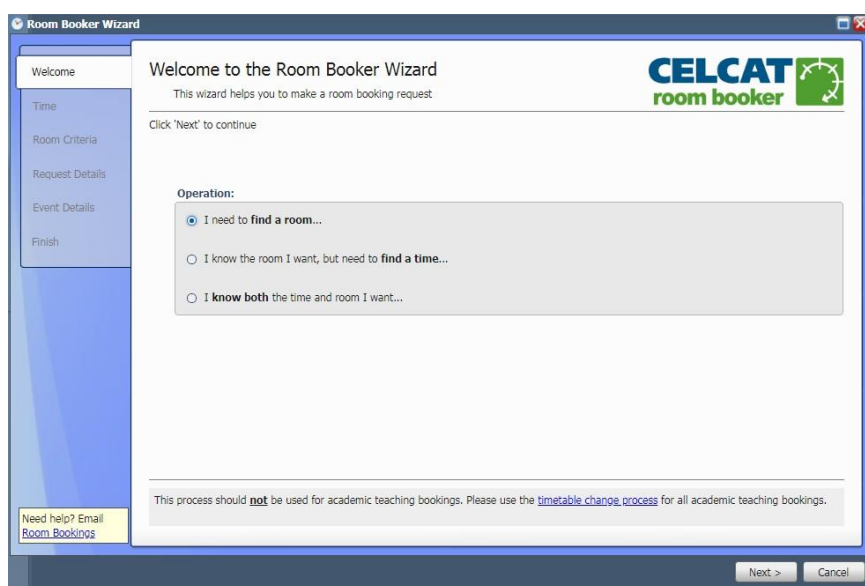 Room Booker Wizard
Welcome
Time
Room Criteria
Request Details
Event Details
Finish
Need help? Email
Room Bookings
Welcome to the Room Booker Wizard
This wizard helps you to make a room booking request
CELCAT
room booker
Click 'Next' to continue
Operation:
I need to find a room...
I know the room I want, but need to find a time...
I know both the time and room I want...
This process should not be used for academic teaching bookings. Please use the timetable change process for all academic teaching bookings.
Next >
Cancel